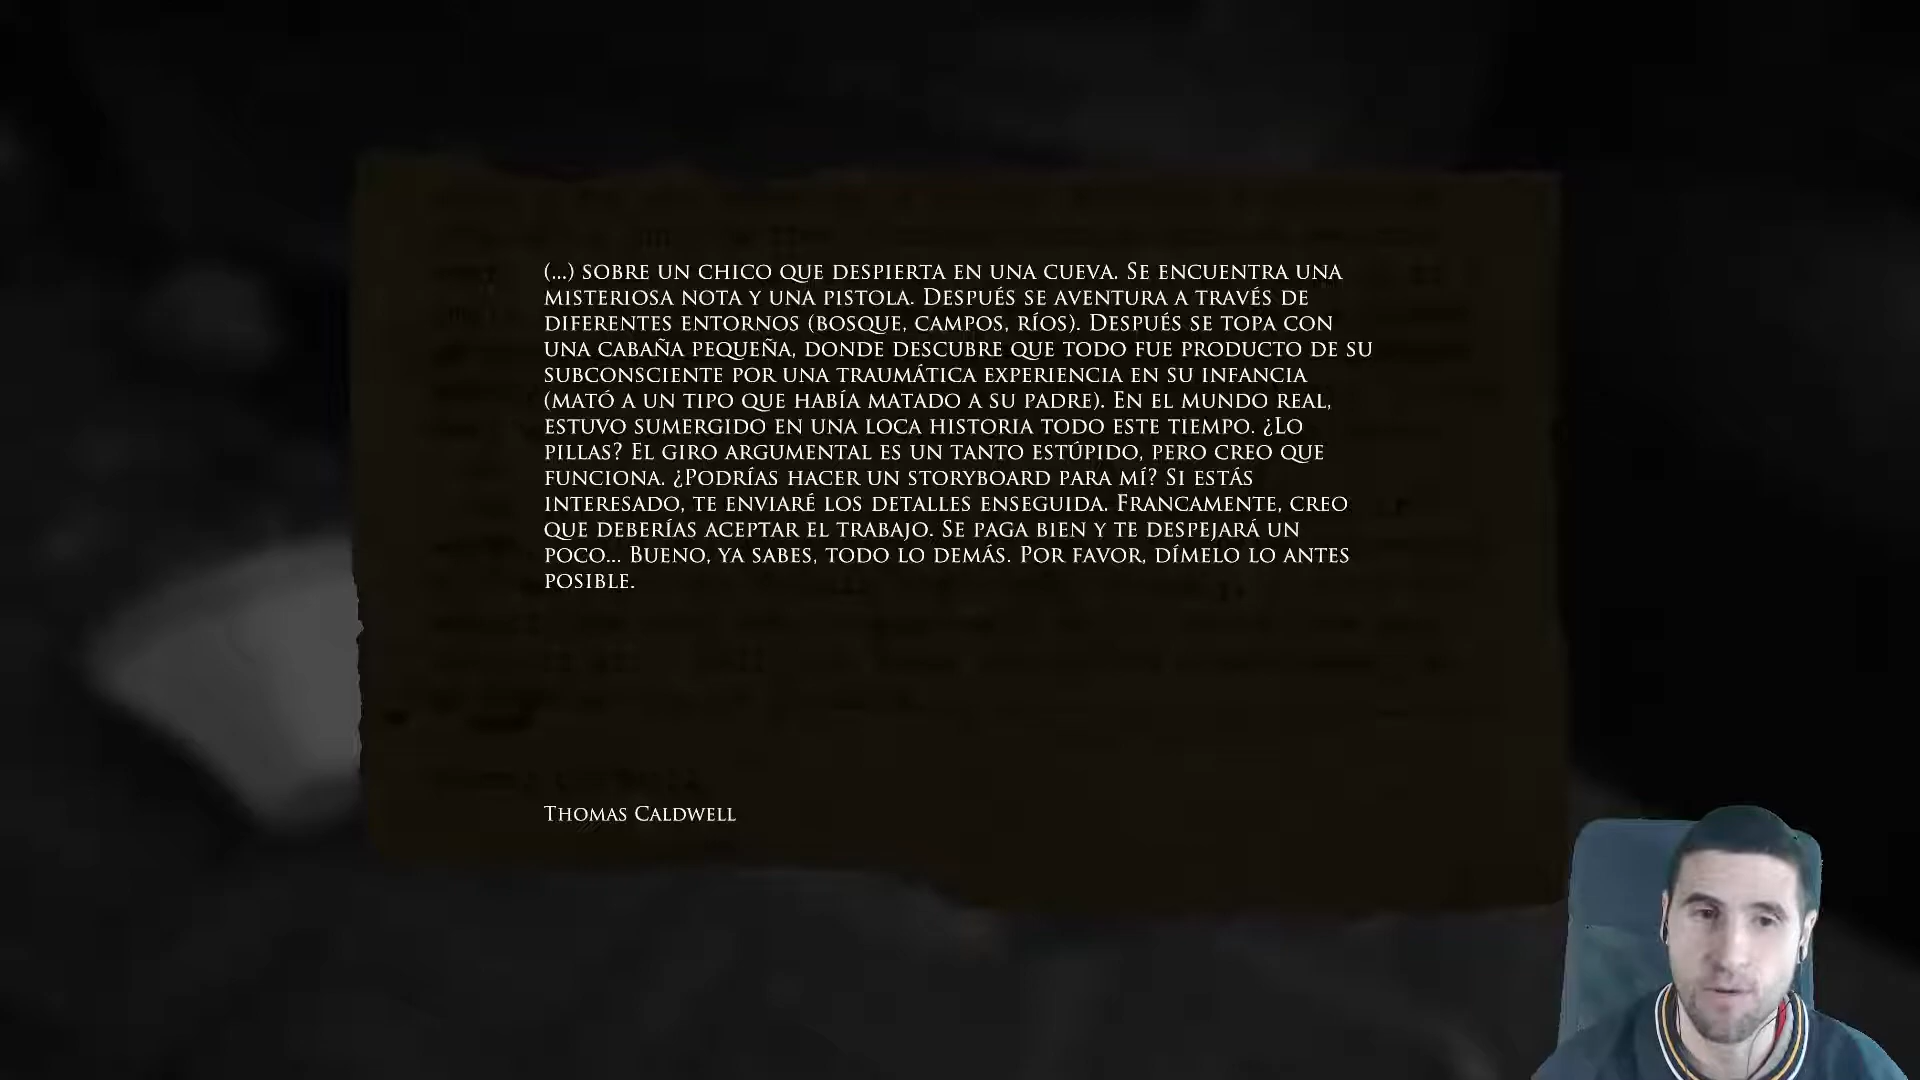 (...) sobre un chico que despierta en una cueva. Se encuentra una
misteriosa nota y una pistola. Después se aventura a través de
diferentes entornos (bosque, campos, ríos). Después se topa con
una cabaña pequeña, donde descubre que todo fue producto de su
subconsciente por una traumática experiencia en su infancia
(mató a un tipo que había matado a su padre). En el mundo real,
estuvo sumergido en una loca historia todo este tiempo. ¿Lo
pillas? El giro argumental es un tanto estúpido, pero creo que
funciona. ¿Podrías hacer un storyboard para mí? Si estás
interesado, te enviaré los detalles enseguida. Francamente, creo
que deberías aceptar el trabajo. Se paga bien y te despejará un
poco... Bueno, ya sabes, todo lo demás. Por favor, dímelo lo antes
posible.
Thomas Caldwell